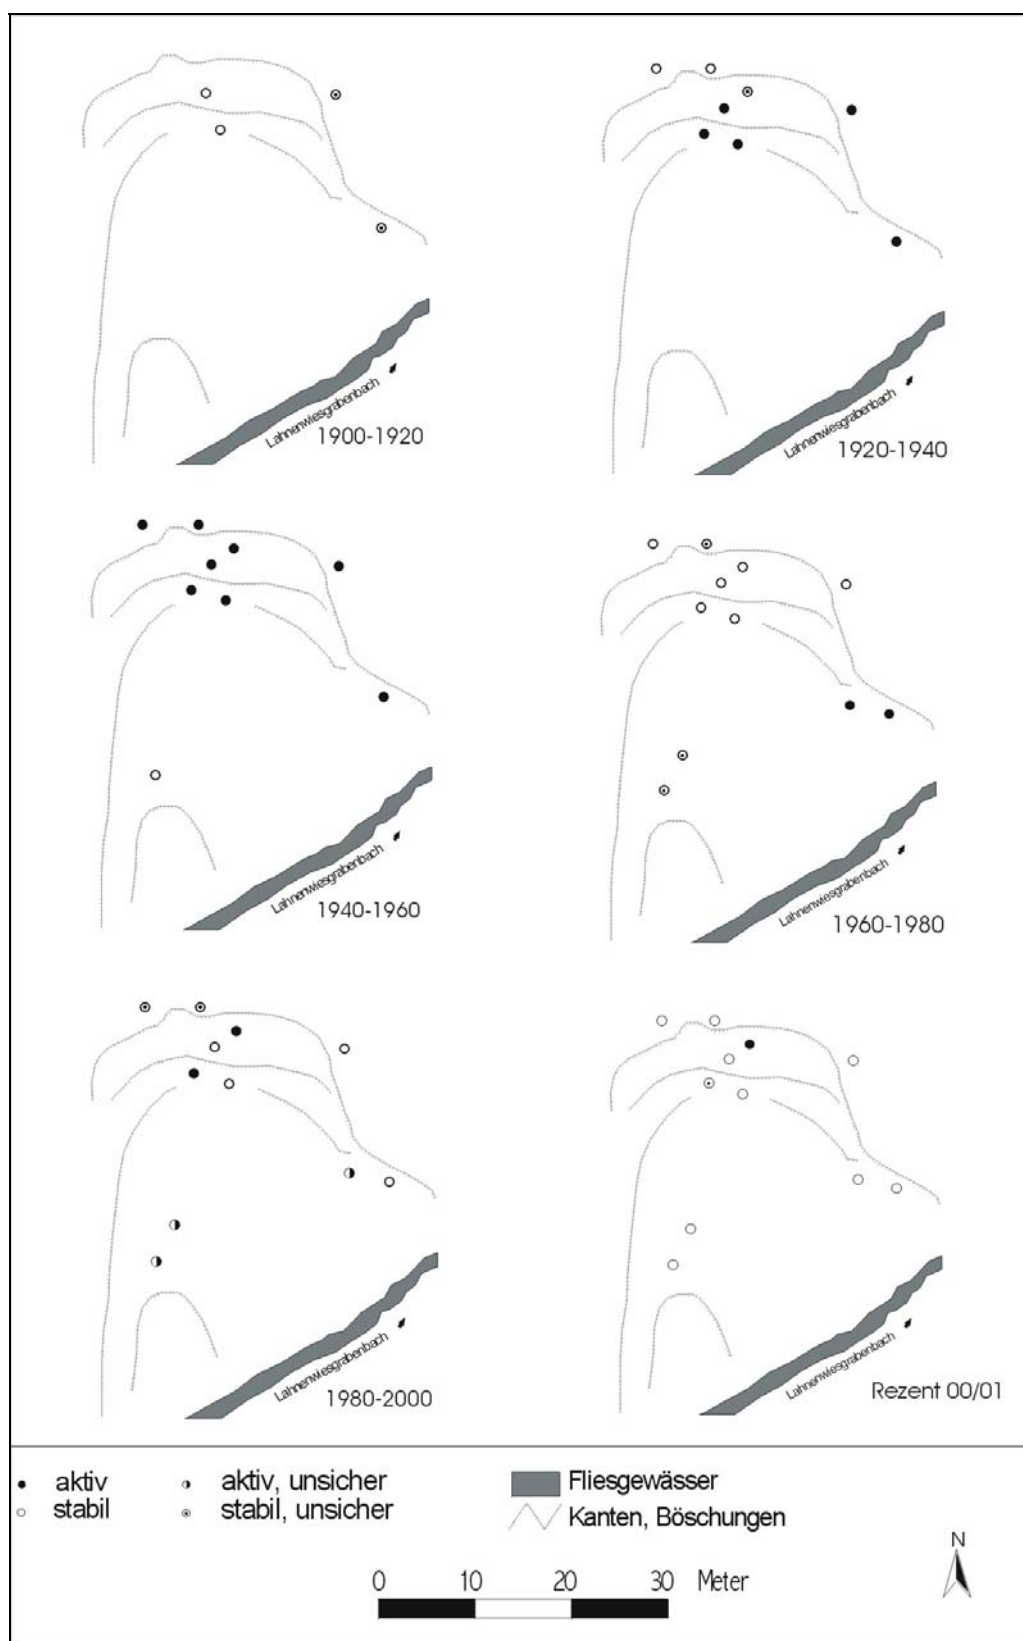 Lahnenwiesgrabenbach
1900-1920
Lahnenwiesgrabenbach
1920-1940
Lahnenwiesgrabenbach
1940-1960
Lahnenwiesgrabenbach
1960-1980
Lahnenwiesgrabenbach
1980-2000
Lahnenwiesgrabenbach
Rezent 00/01
aktiv
aktiv, unsicher
Fliesgewässer
stabil
stabil, unsicher
Kanten, Böschungen
N
0 10 20 30 Meter